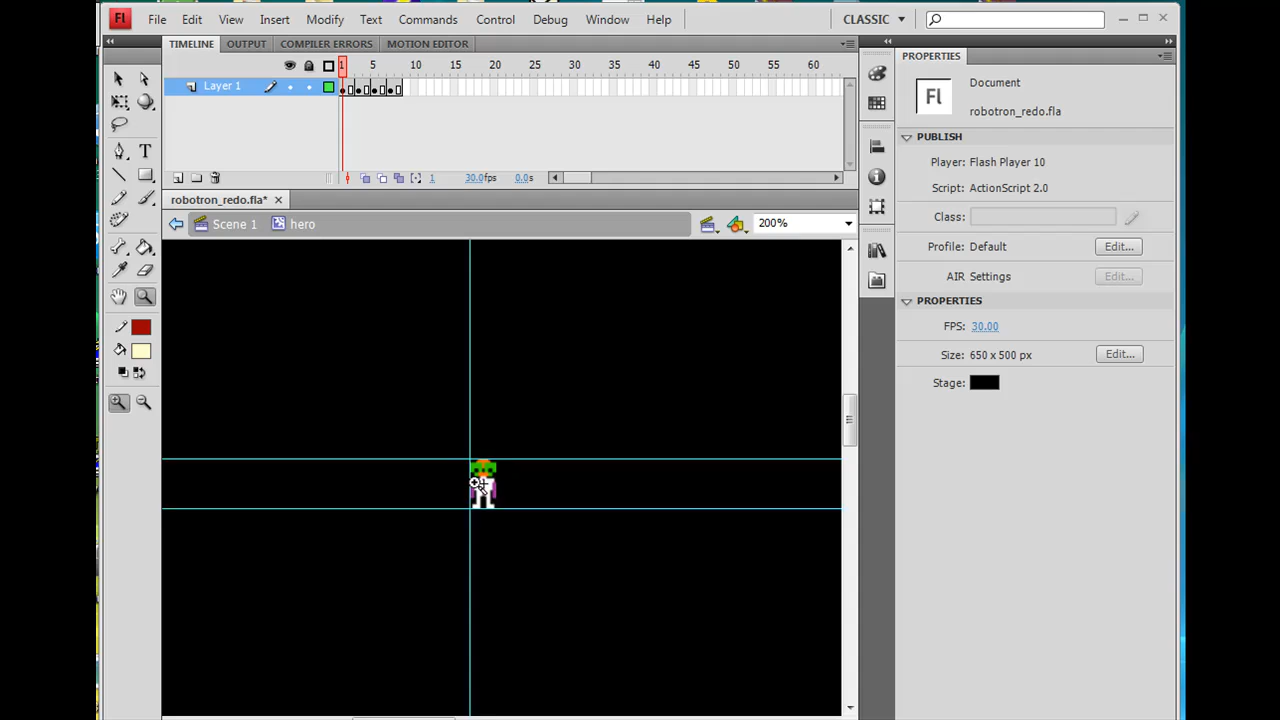 Fl File Edit View Insert Modify Text Commands Control Debug Window Help CLASSIC
TIMELINE OUTPUT COMPILER ERRORS MOTION EDITOR
1 5 10 15 20 25 30 35 40 45 50 55 60
Layer 1
1 30.0fps 0.0s
robotron_redo.fla*
Scene 1 hero 200%
T
PROPERTIES
Fl
Document
robotron_redo.fla
PUBLISH
Player: Flash Player 10
Script: ActionScript 2.0
Class:
Profile: Default Edit...
AIR Settings Edit...
PROPERTIES
FPS: 30.00
Size: 650 x 500 px Edit...
Stage: